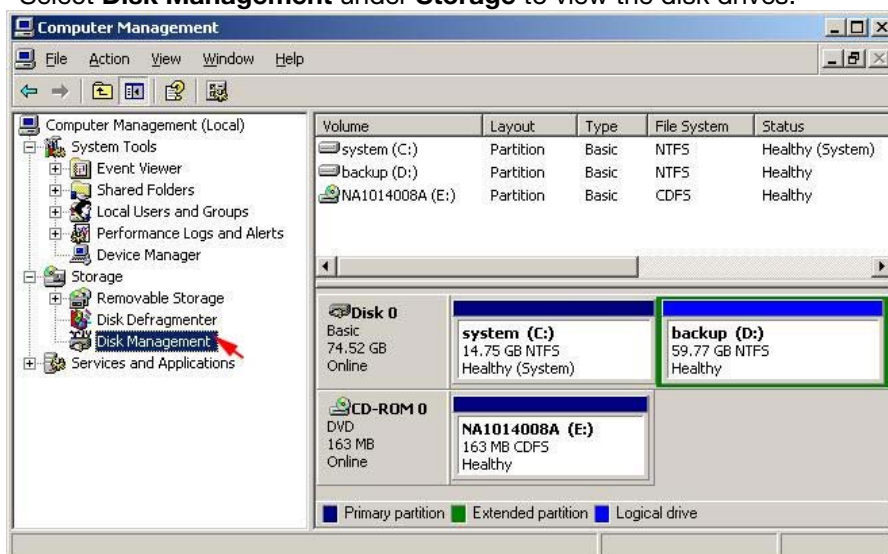 Select Disk Management under Storage to view the disk drives.
Computer Management
File Action View Window Help
Computer Management (Local)
System Tools
Event Viewer
Shared Folders
Local Users and Groups
Performance Logs and Alerts
Device Manager
Storage
Removable Storage
Disk Defragmenter
Disk Management
Services and Applications
Volume Layout Type File System Status
system (C:) Partition Basic NTFS Healthy (System)
backup (D:) Partition Basic NTFS Healthy
NA1014008A (E:) Partition Basic CDFS Healthy
Disk 0
Basic
74.52 GB
Online
system (C:)
14.75 GB NTFS
Healthy (System)
backup (D:)
59.77 GB NTFS
Healthy
CD-ROM 0
DVD
163 MB
Online
NA1014008A (E:)
163 MB CDFS
Healthy
Primary partition Extended partition Logical drive